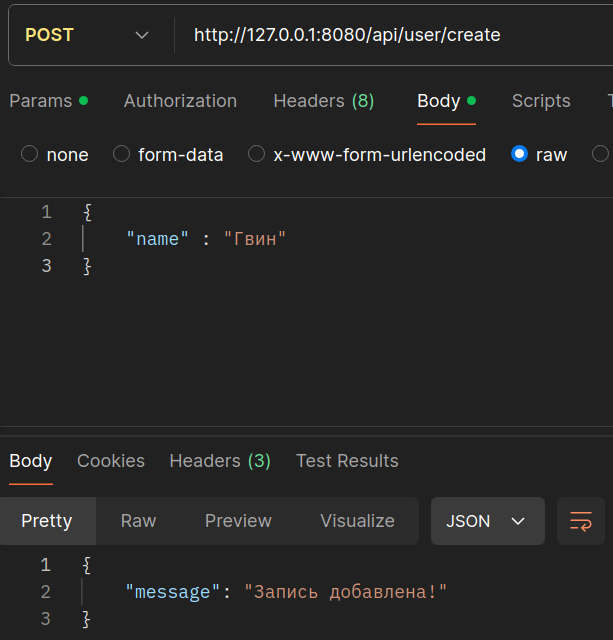 POST http://127.0.0.1:8080/api/user/create
Params Authorization Headers (8) Body Scripts
none form-data x-www-form-urlencoded raw
1 {
2 "name" : "Гвин"
3 }
Body Cookies Headers (3) Test Results
Pretty Raw Preview Visualize JSON
1 {
2 "message": "Запись добавлена!"
3 }